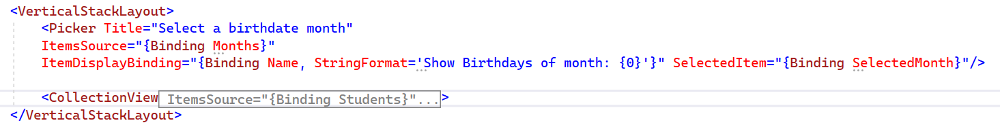 <VerticalStackLayout>
<Picker Title="Select a birthdate month"
ItemsSource="{Binding Months}"
ItemDisplayBinding="{Binding Name, StringFormat='Show Birthdays of month: {0}'}" SelectedItem="{Binding SelectedMonth}"/>
<CollectionView ItemsSource="{Binding Students}"...>
</VerticalStackLayout>